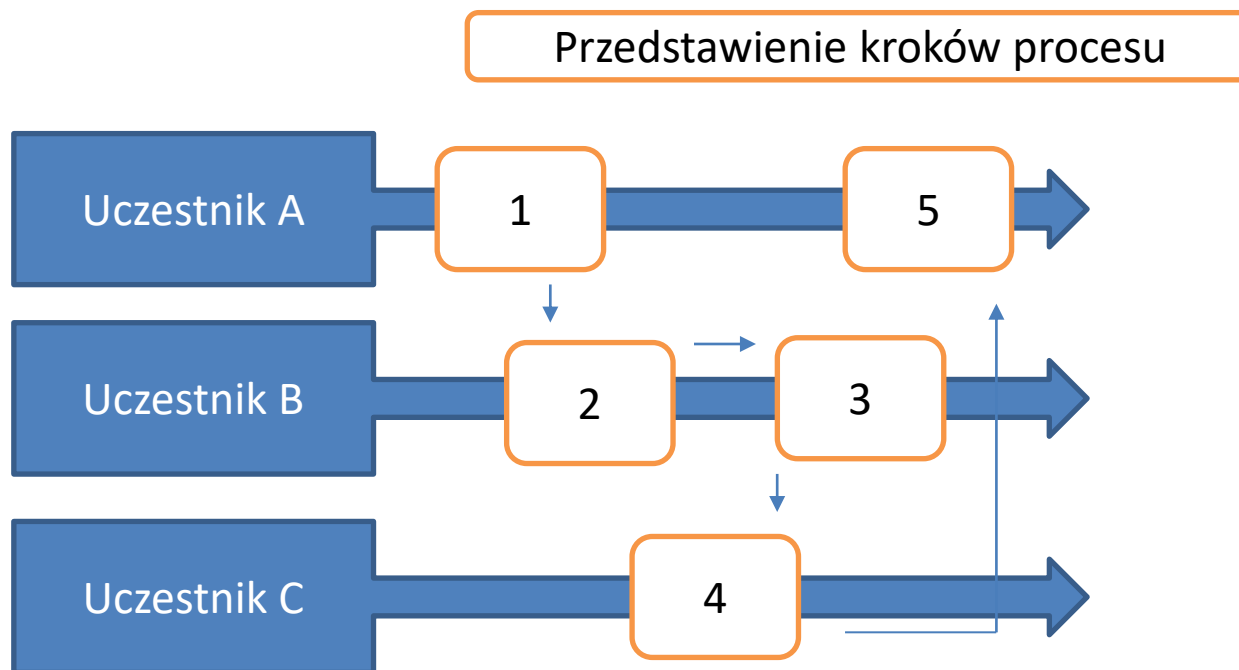 Przedstawienie kroków procesu
Uczestnik A
1
5
Uczestnik B
2
3
Uczestnik C
4